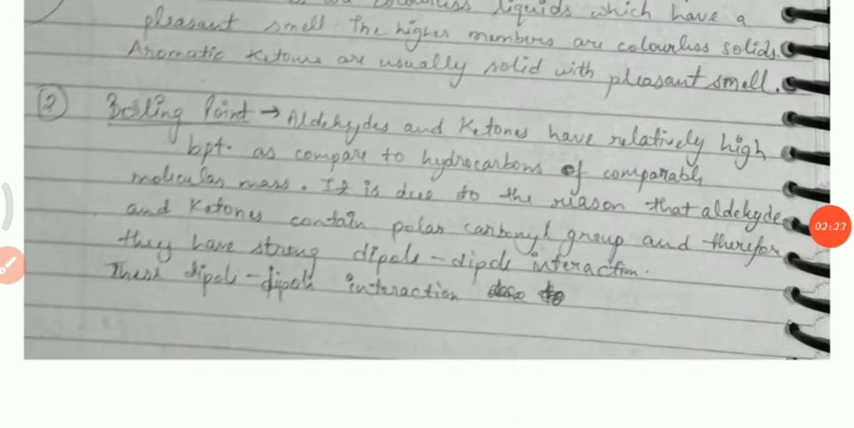 liquids which have a
pleasant smell. The higher members are colourless solids.
Aromatic Ketones are usually solid with pleasant smell.
② Boiling Point → Aldehydes and Ketones have relatively high
bpt. as compare to hydrocarbons of comparable
molecular mass. It is due to the reason that aldehyde
and Ketones contain polar carbonyl group and therefor
they have strong dipole-dipole interaction.
These dipole-dipole interaction
02:27